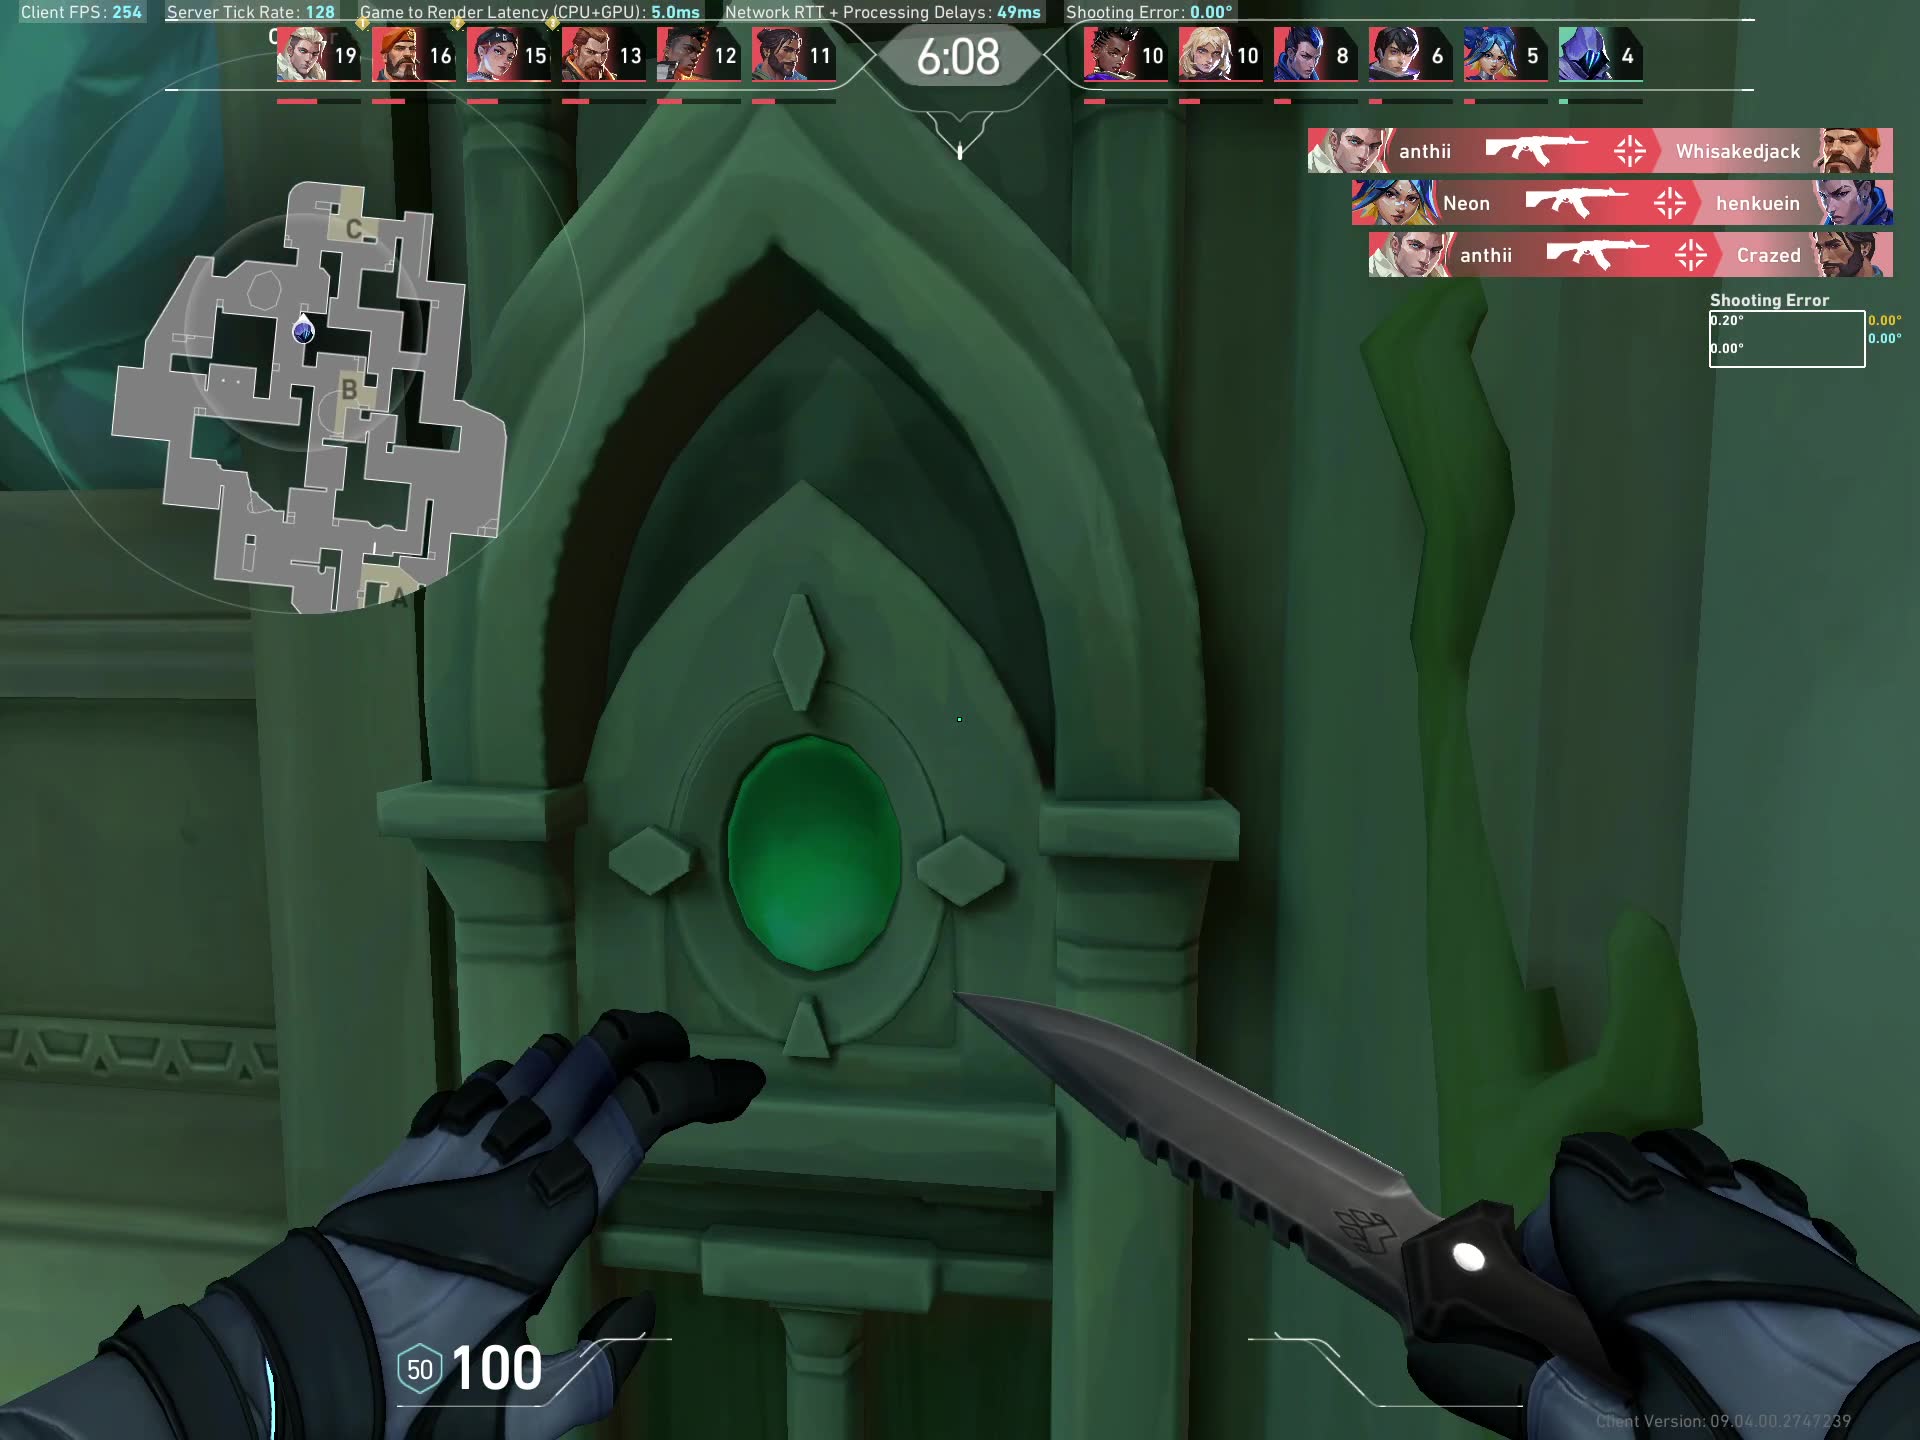 Client FPS: 254 Server Tick Rate: 128 Game to Render Latency (CPU+GPU): 5.0ms Network RTT + Processing Delays: 49ms Shooting Error: 0.00°
19 16 15 13 12 11 6:08 10 10 8 6 5 4
anthii Whisakedjack
Neon henkuein
anthii Crazed
Shooting Error
0.20° 0.00°
0.00°
0.00°
C
B
A
50 100
Client Version: 09.04.00.2747239